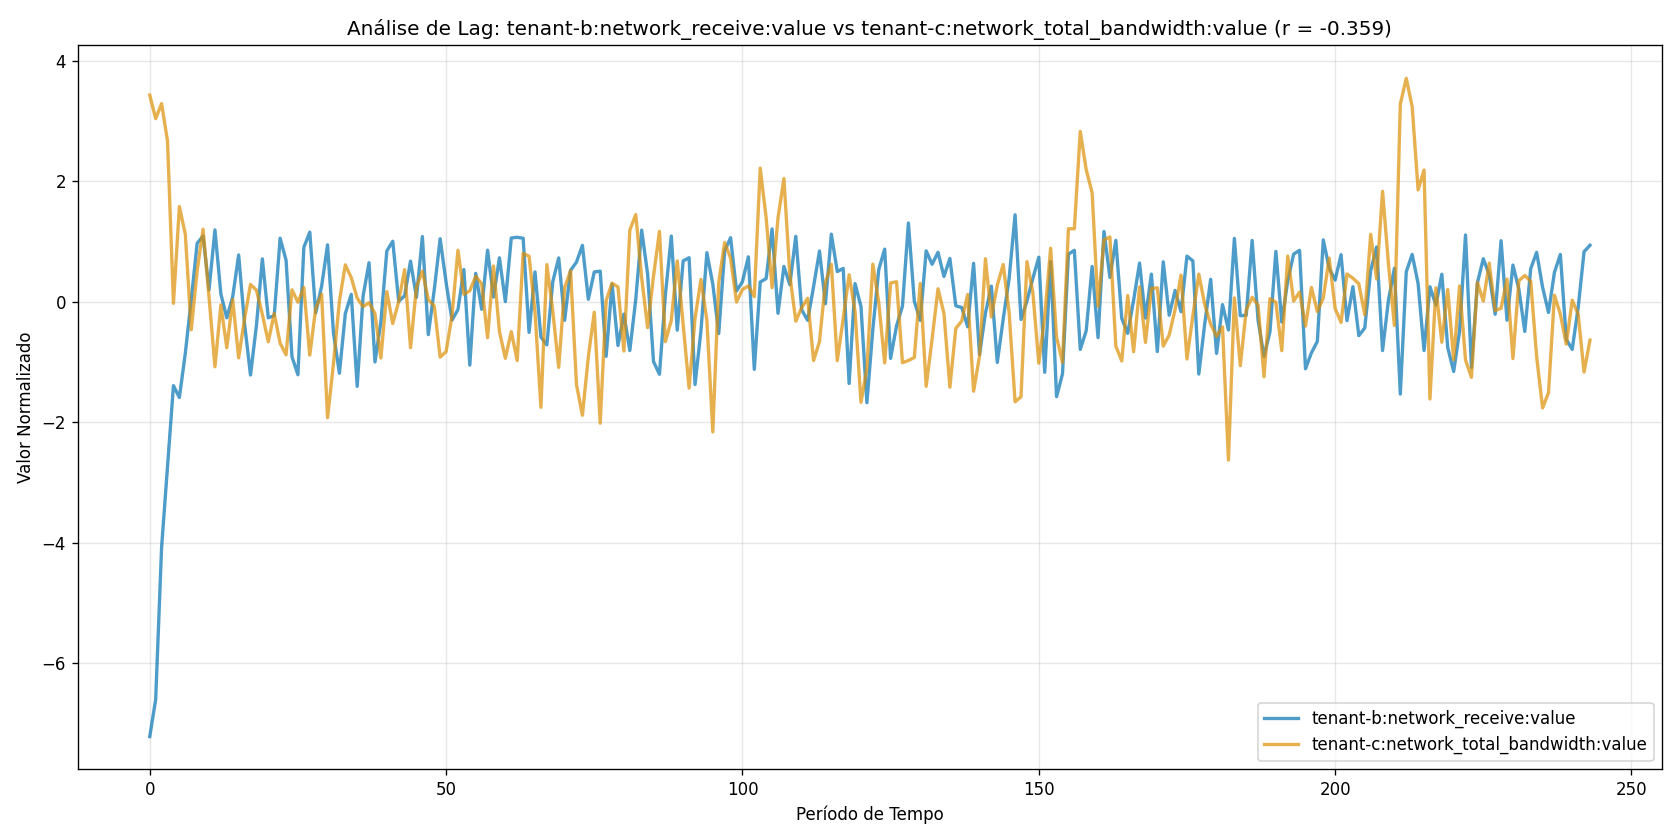 Análise de Lag: tenant-b:network_receive:value vs tenant-c:network_total_bandwidth:value (r = -0.359)
Valor Normalizado
4
2
0
−2
−4
−6
0
50
100
150
200
250
Período de Tempo
tenant-b:network_receive:value
tenant-c:network_total_bandwidth:value